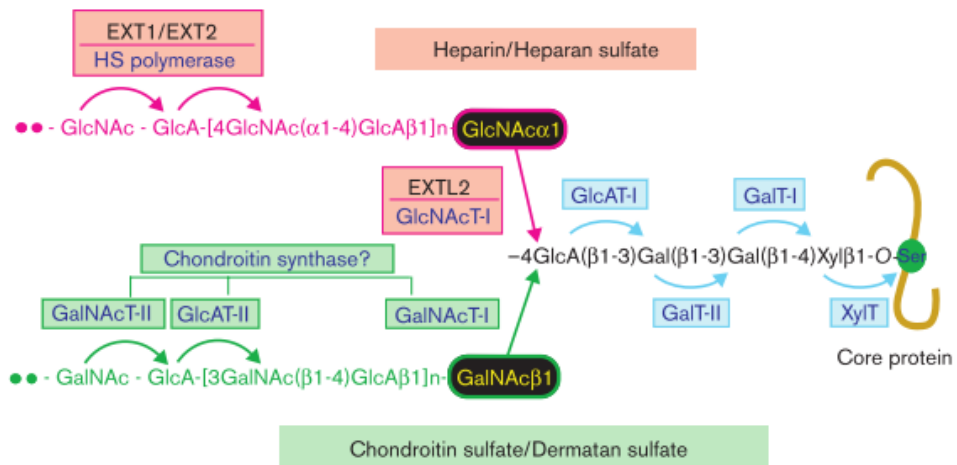 EXT1/EXT2
HS polymerase
Heparin/Heparan sulfate
●● - GlcNAc - GlcA-[4GlcNAc(α1-4)GlcAβ1]n- GlcNAcα1
EXTL2
GlcNAcT-I
GlcAT-I
GalT-I
–4GlcA(β1-3)Gal(β1-3)Gal(β1-4)Xylβ1-O-Ser
GalT-II
XylT
Core protein
Chondroitin synthase?
GalNAcT-II
GlcAT-II
GalNAcT-I
●● - GalNAc - GlcA-[3GalNAc(β1-4)GlcAβ1]n- GalNAcβ1
Chondroitin sulfate/Dermatan sulfate